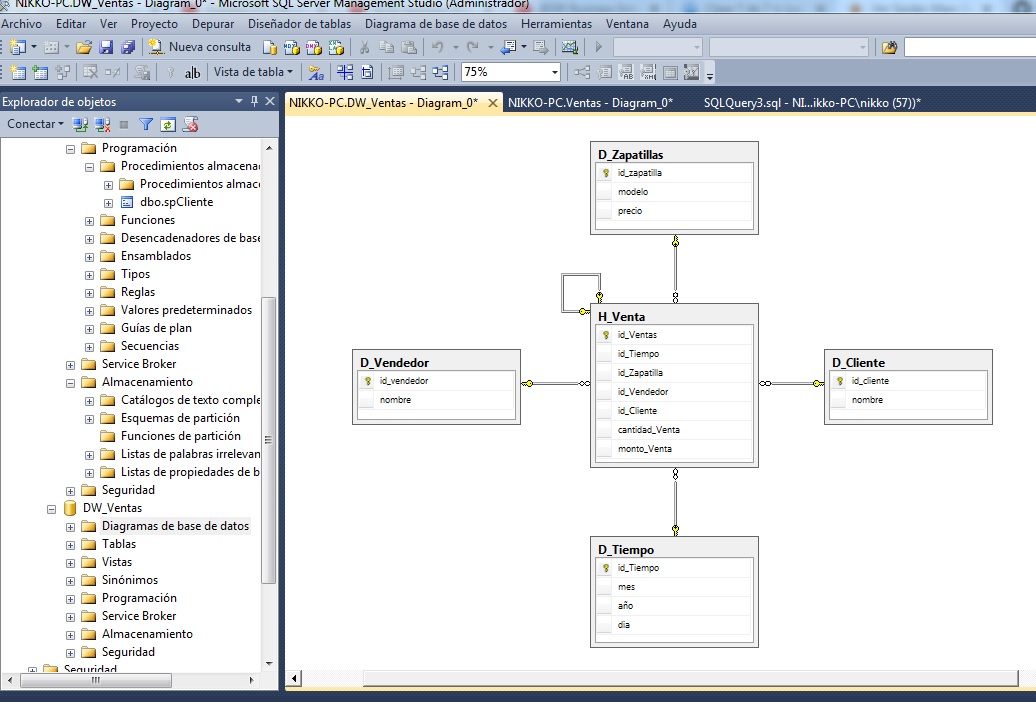 NIKKO-PC.DW_Ventas - Diagram_0* - Microsoft SQL Server Management Studio (Administrador)
Archivo Editar Ver Proyecto Depurar Diseñador de tablas Diagrama de base de datos Herramientas Ventana Ayuda
Nueva consulta
ab Vista de tabla 75%
Explorador de objetos
NIKKO-PC.DW_Ventas - Diagram_0* NIKKO-PC.Ventas - Diagram_0* SQLQuery3.sql - NI...ikko-PC\nikko (57))*
Conectar
Programación
Procedimientos almacena
Procedimientos almac
dbo.spCliente
Funciones
Desencadenadores de base
Ensamblados
Tipos
Reglas
Valores predeterminados
Guías de plan
Secuencias
Service Broker
Almacenamiento
Catálogos de texto comple
Esquemas de partición
Funciones de partición
Listas de palabras irrelevan
Listas de propiedades de b
Seguridad
DW_Ventas
Diagramas de base de datos
Tablas
Vistas
Sinónimos
Programación
Service Broker
Almacenamiento
Seguridad
Seguridad
D_Zapatillas
id_zapatilla
modelo
precio
H_Venta
id_Ventas
id_Tiempo
id_Zapatilla
id_Vendedor
id_Cliente
cantidad_Venta
monto_Venta
D_Vendedor
id_vendedor
nombre
D_Cliente
id_cliente
nombre
D_Tiempo
id_Tiempo
mes
año
dia